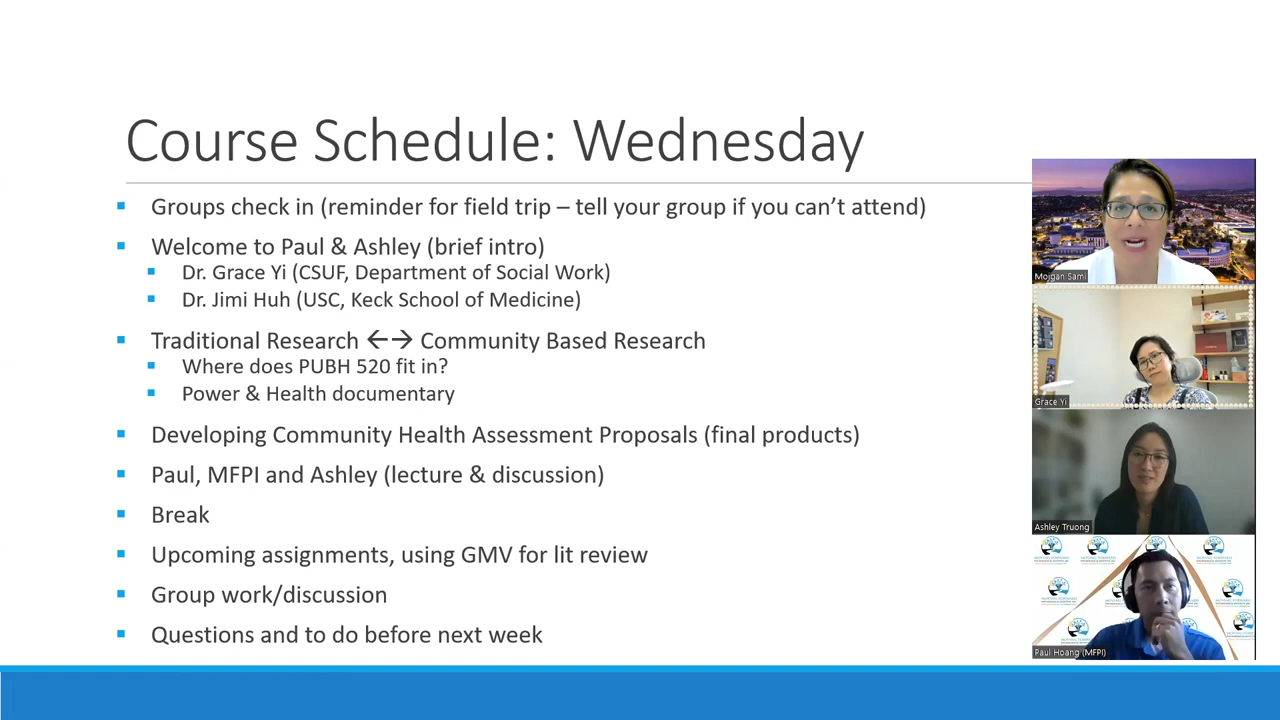 Course Schedule: Wednesday
Groups check in (reminder for field trip – tell your group if you can’t attend)
Welcome to Paul & Ashley (brief intro)
Dr. Grace Yi (CSUF, Department of Social Work)
Dr. Jimi Huh (USC, Keck School of Medicine)
Traditional Research ←→ Community Based Research
Where does PUBH 520 fit in?
Power & Health documentary
Developing Community Health Assessment Proposals (final products)
Paul, MFPI and Ashley (lecture & discussion)
Break
Upcoming assignments, using GMV for lit review
Group work/discussion
Questions and to do before next week
Mojgan Sami
Grace Yi
Ashley Truong
Paul Hoang (MFPI)